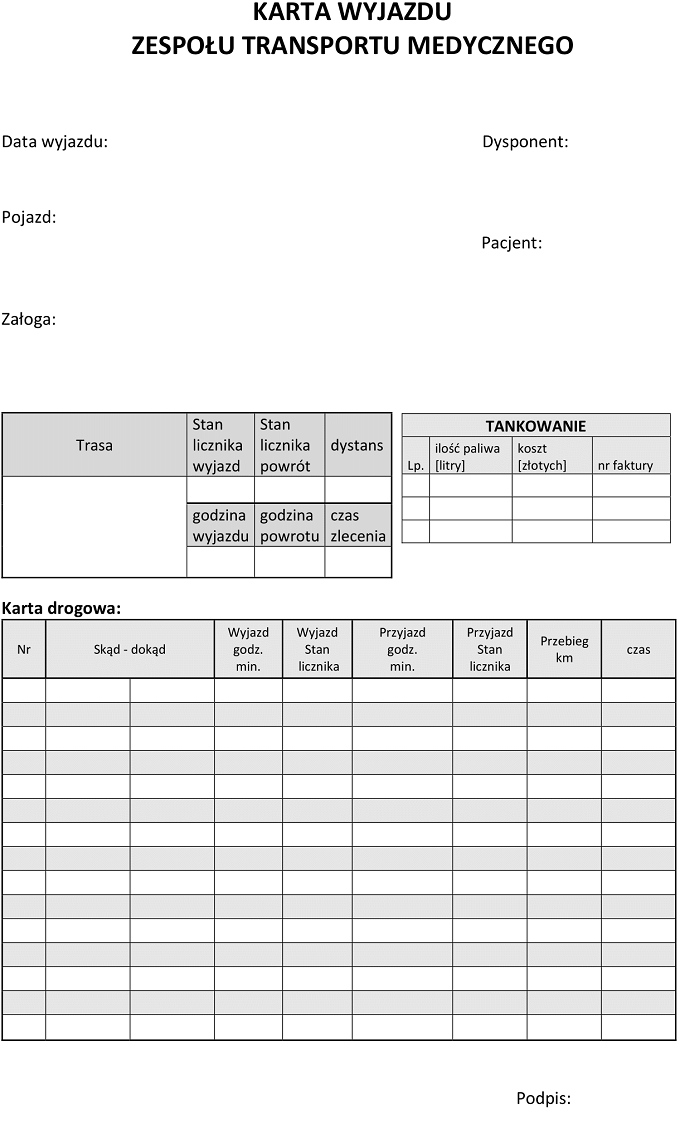 KARTA WYJAZDU
ZESPOŁU TRANSPORTU MEDYCZNEGO
Data wyjazdu:
Dysponent:
Pojazd:
Pacjent:
Załoga:
Trasa
Stan
licznika
wyjazd
Stan
licznika
powrót
dystans
godzina
wyjazdu
godzina
powrotu
czas
zlecenia
TANKOWANIE
Lp.
ilość paliwa
[litry]
koszt
[złotych]
nr faktury
Karta drogowa:
Nr
Skąd - dokąd
Wyjazd
godz.
min.
Wyjazd
Stan
licznika
Przyjazd
godz.
min.
Przyjazd
Stan
licznika
Przebieg
km
czas
Podpis: